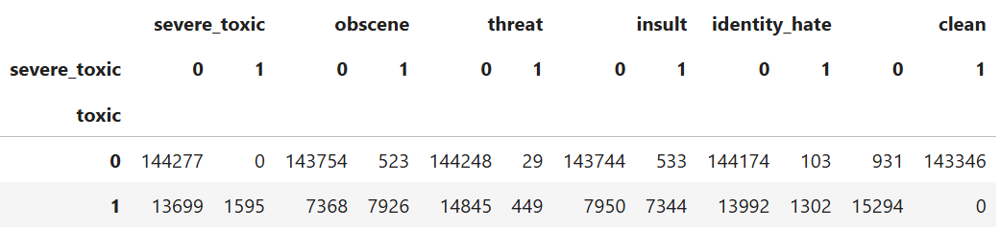 severe_toxic obscene threat insult identity_hate clean
severe_toxic 0 1 0 1 0 1 0 1 0 1 0 1
toxic
0 144277 0 143754 523 144248 29 143744 533 144174 103 931 143346
1 13699 1595 7368 7926 14845 449 7950 7344 13992 1302 15294 0